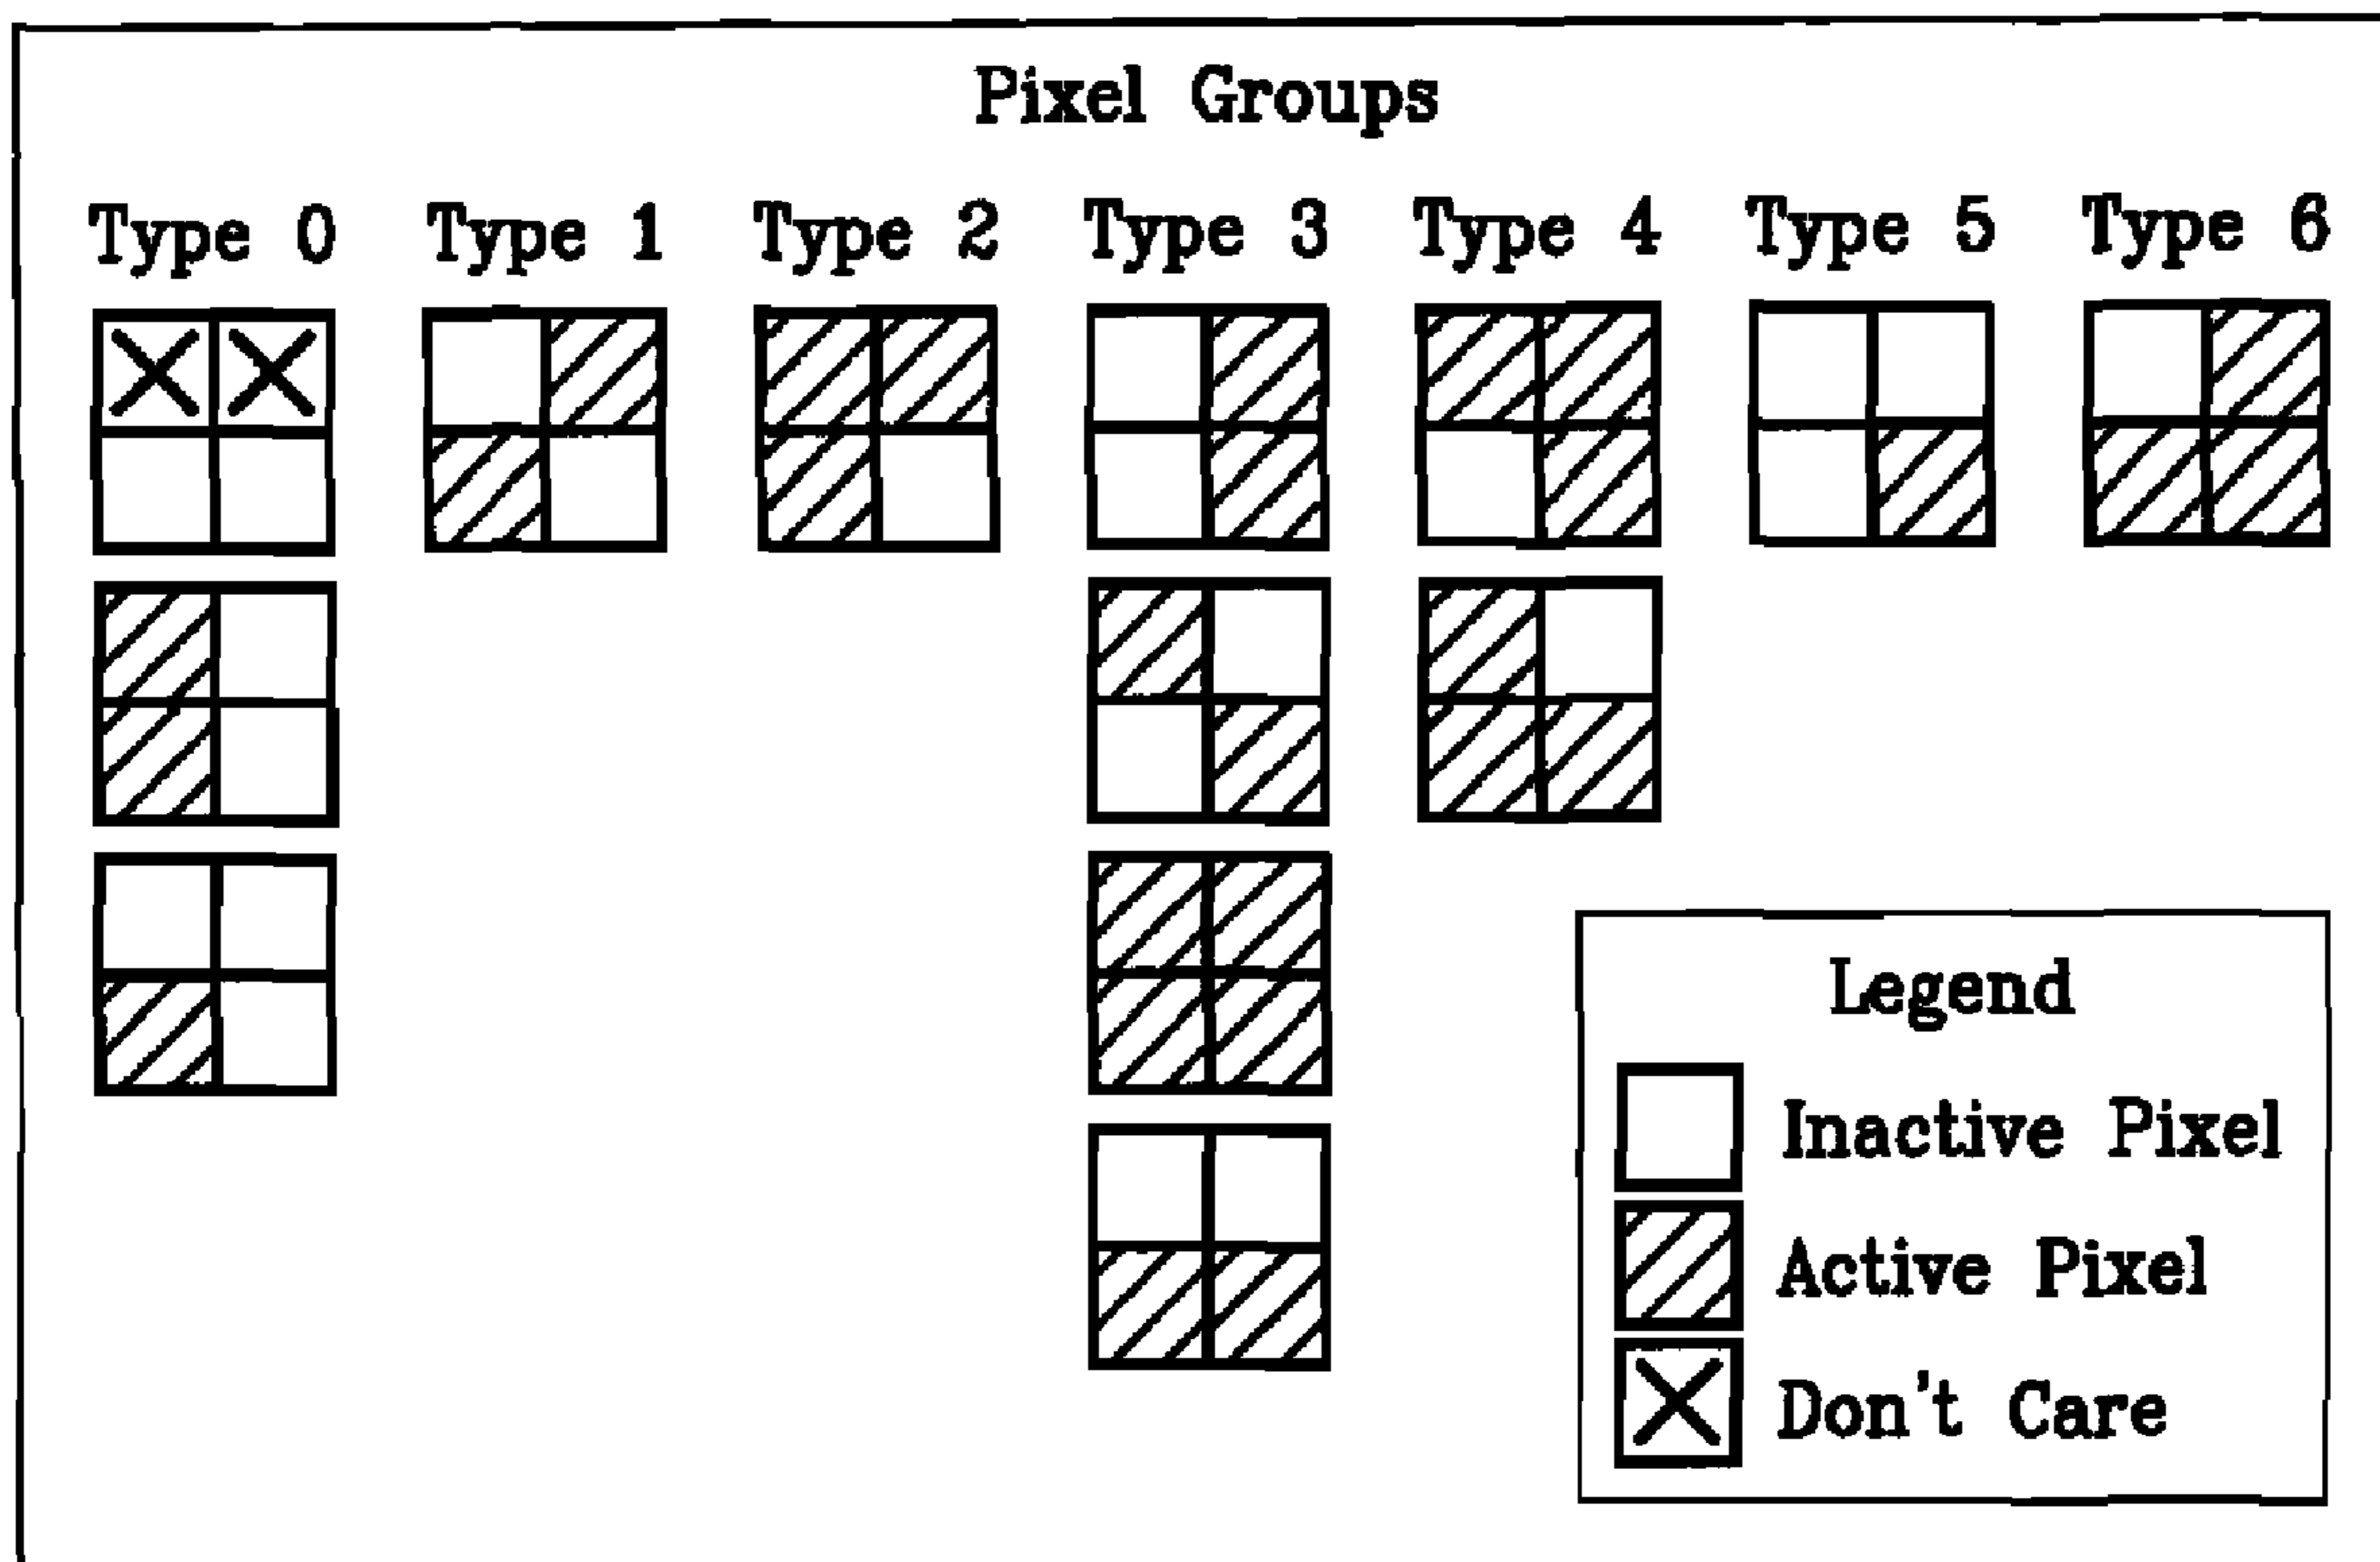 Pixel Groups
Type 0 Type 1 Type 2 Type 3 Type 4 Type 5 Type 6
Legend
Inactive Pixel
Active Pixel
Don't Care